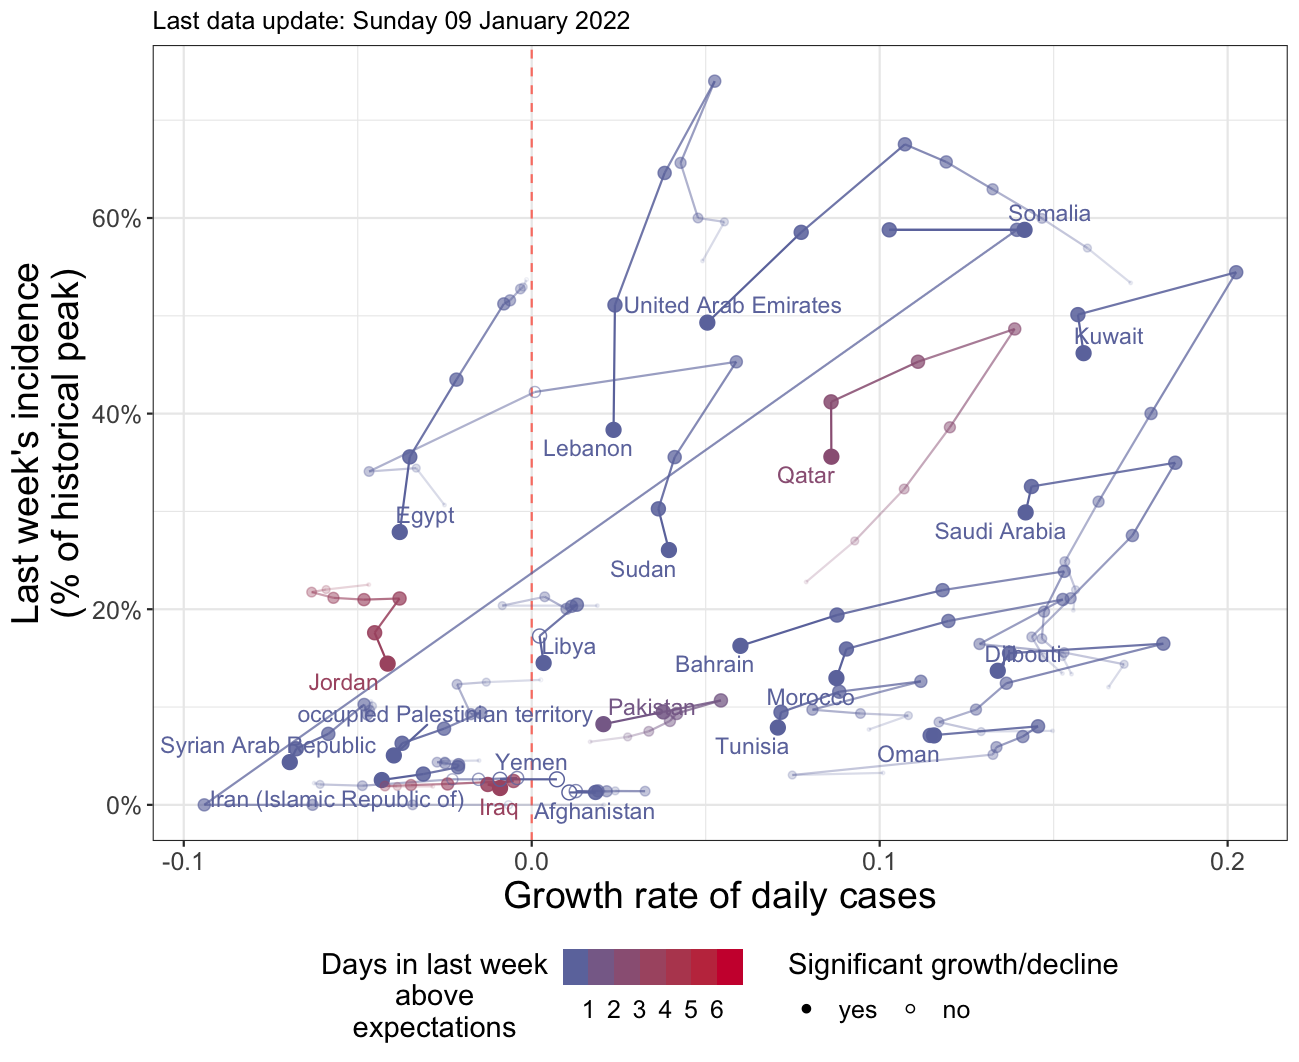 Last data update: Sunday 09 January 2022
Last week's incidence
(% of historical peak)
60%
40%
20%
0%
Somalia
United Arab Emirates
Kuwait
Lebanon
Qatar
Egypt
Saudi Arabia
Sudan
Libya
Bahrain
Djibouti
Jordan
Morocco
Pakistan
occupied Palestinian territory
Syrian Arab Republic
Tunisia
Oman
Yemen
Iran (Islamic Republic of)
Iraq
Afghanistan
-0.1
0.0
0.1
0.2
Growth rate of daily cases
Days in last week
above
expectations
1 2 3 4 5 6
Significant growth/decline
yes
no